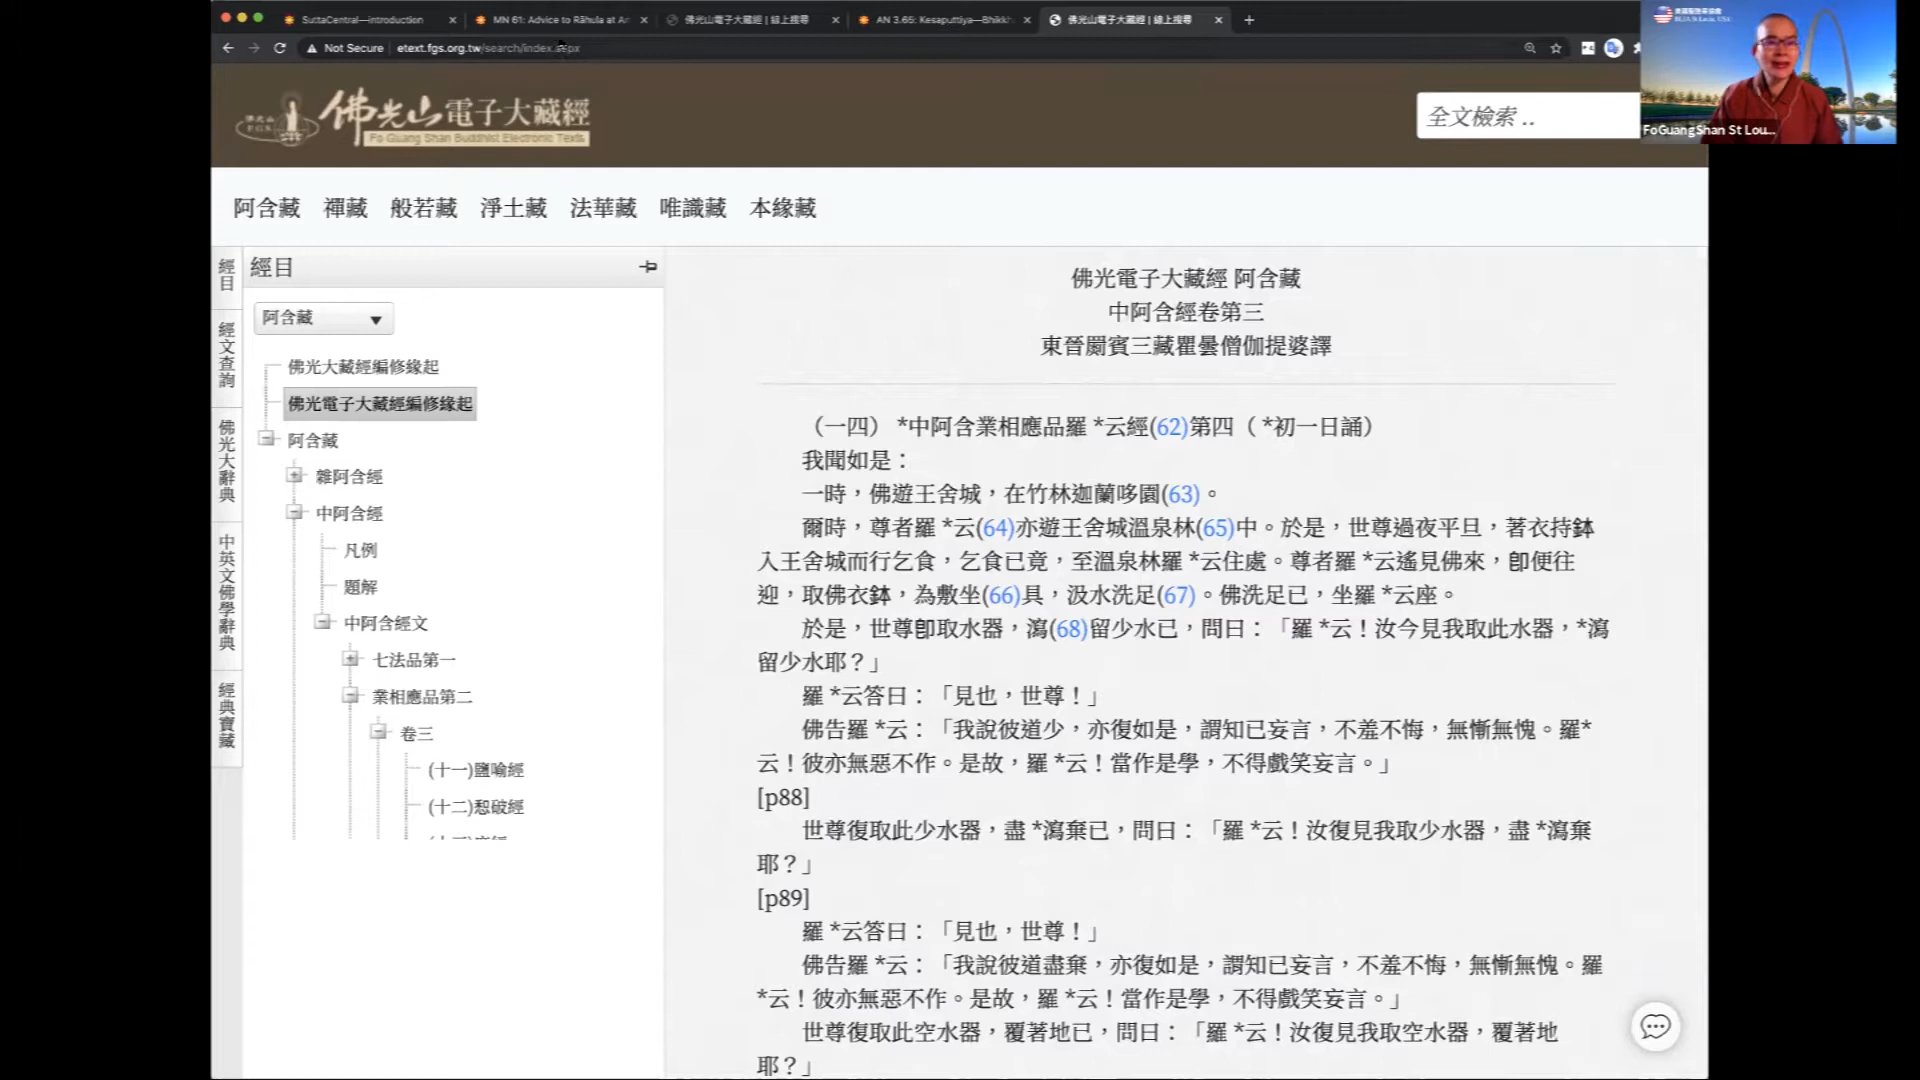 SuttaCentral—introduction
MN 61: Advice to Rāhula at Ar
佛光山電子大藏經 | 線上搜尋
AN 3.65: Kesaputtiya—Bhikkh
佛光山電子大藏經 | 線上搜尋
Not Secure
etext.fgs.org.tw/search/index.aspx
佛光山電子大藏經
Fo Guang Shan Buddhist Electronic Texts
全文檢索 ..
FoGuangShan St Lou...
阿含藏 禪藏 般若藏 淨土藏 法華藏 唯識藏 本緣藏
經目
經文查詢
佛光大辭典
中英文佛學辭典
經典寶藏
經目
阿含藏
佛光大藏經編修緣起
佛光電子大藏經編修緣起
阿含藏
雜阿含經
中阿含經
凡例
題解
中阿含經文
七法品第一
業相應品第二
卷三
(十一)鹽喻經
(十二)惒破經
佛光電子大藏經 阿含藏
中阿含經卷第三
東晉罽賓三藏瞿曇僧伽提婆譯
（一四） *中阿含業相應品羅 *云經(62)第四（ *初一日誦）
我聞如是：
一時，佛遊王舍城，在竹林迦蘭哆園(63)。
爾時，尊者羅 *云(64)亦遊王舍城溫泉林(65)中。於是，世尊過夜平旦，著衣持鉢
入王舍城而行乞食，乞食已竟，至溫泉林羅 *云住處。尊者羅 *云遙見佛來，卽便往
迎，取佛衣鉢，為敷坐(66)具，汲水洗足(67)。佛洗足已，坐羅 *云座。
於是，世尊卽取水器，瀉(68)留少水已，問曰：「羅 *云！汝今見我取此水器，*瀉
留少水耶？」
羅 *云答曰：「見也，世尊！」
佛告羅 *云：「我說彼道少，亦復如是，謂知已妄言，不羞不悔，無慚無愧。羅*
云！彼亦無惡不作。是故，羅 *云！當作是學，不得戲笑妄言。」
[p88]
世尊復取此少水器，盡 *瀉棄已，問曰：「羅 *云！汝復見我取少水器，盡 *瀉棄
耶？」
[p89]
羅 *云答曰：「見也，世尊！」
佛告羅 *云：「我說彼道盡棄，亦復如是，謂知已妄言，不羞不悔，無慚無愧。羅
*云！彼亦無惡不作。是故，羅 *云！當作是學，不得戲笑妄言。」
世尊復取此空水器，覆著地已，問曰：「羅 *云！汝復見我取空水器，覆著地
耶？」